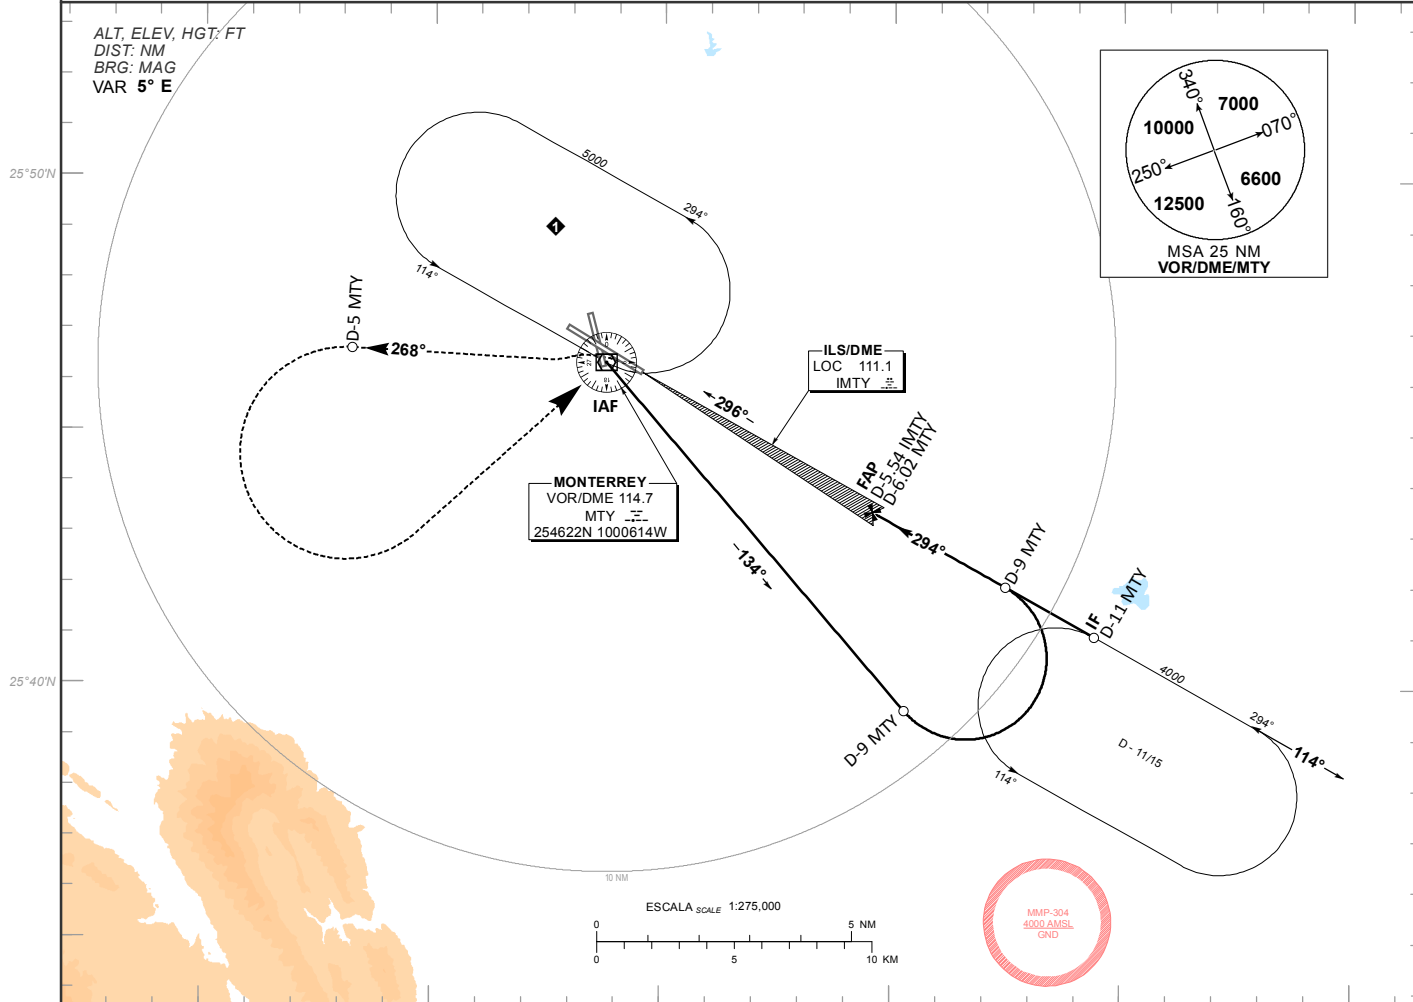 ALT, ELEV, HGT: FT
DIST: NM
BRG: MAG
VAR 5° E
25°50'N
25°40'N
340°
7000
070°
10000
250°
6600
12500
160°
MSA 25 NM
VOR/DME/MTY
5000
294°
1
114°
D-5 MTY
268°
0
27
18
IAF
ILS/DME
LOC 111.1
IMTY
296°
FAP
D-5.54 IMTY
D-6.02 MTY
MONTERREY
VOR/DME 114.7
MTY
254622N 1000614W
134°
294°
D-9 MTY
IF
D-11 MTY
4000
294°
114°
D - 11/15
114°
D-9 MTY
10 NM
ESCALA SCALE 1:275,000
0 5 NM
0 5 10 KM
MMP-304
4000 AMSL
GND